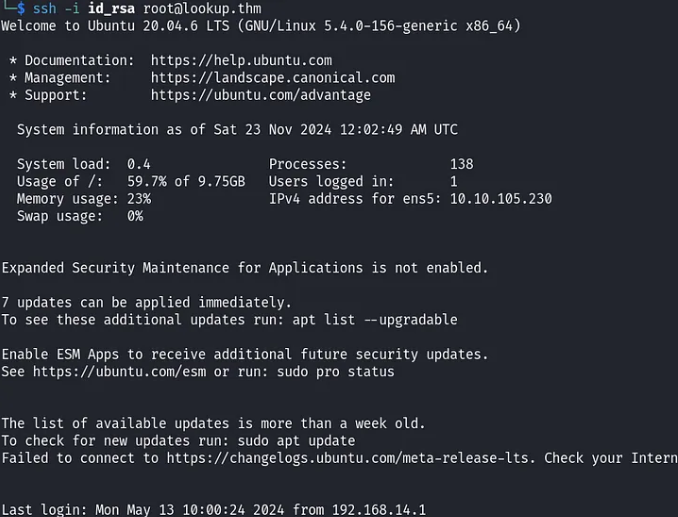 └─$ ssh -i id_rsa root@lookup.thm
Welcome to Ubuntu 20.04.6 LTS (GNU/Linux 5.4.0-156-generic x86_64)
* Documentation:  https://help.ubuntu.com
* Management:     https://landscape.canonical.com
* Support:        https://ubuntu.com/advantage
System information as of Sat 23 Nov 2024 12:02:49 AM UTC
System load:  0.4                Processes:             138
Usage of /:   59.7% of 9.75GB   Users logged in:       1
Memory usage: 23%               IPv4 address for ens5: 10.10.105.230
Swap usage:   0%
Expanded Security Maintenance for Applications is not enabled.
7 updates can be applied immediately.
To see these additional updates run: apt list --upgradable
Enable ESM Apps to receive additional future security updates.
See https://ubuntu.com/esm or run: sudo pro status
The list of available updates is more than a week old.
To check for new updates run: sudo apt update
Failed to connect to https://changelogs.ubuntu.com/meta-release-lts. Check your Intern
Last login: Mon May 13 10:00:24 2024 from 192.168.14.1